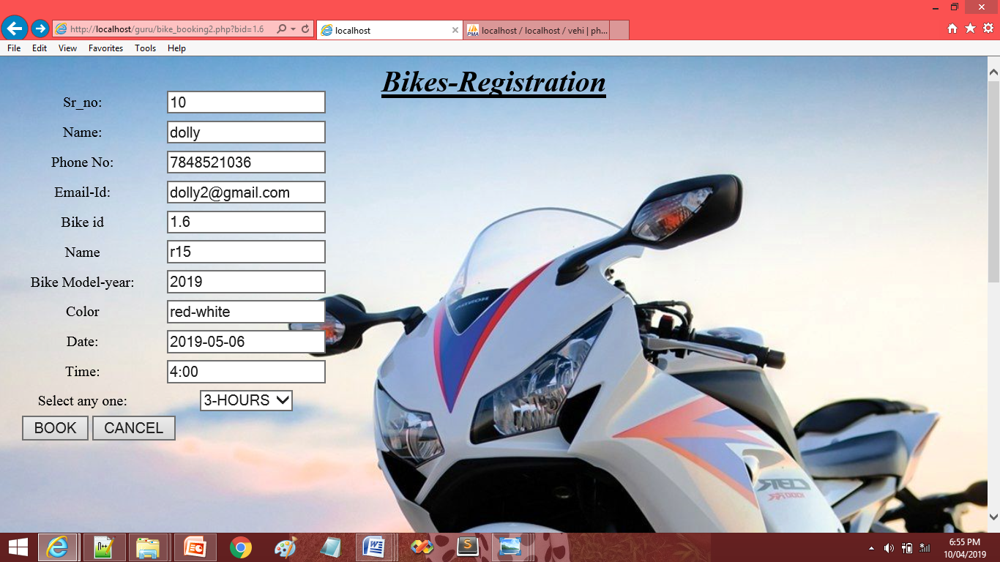 http://localhost/guru/bike_booking2.php?bid=1.6
localhost
localhost / localhost / vehi | ph...
File Edit View Favorites Tools Help
Bikes-Registration
Sr_no: 10
Name: dolly
Phone No: 7848521036
Email-Id: dolly2@gmail.com
Bike id 1.6
Name r15
Bike Model-year: 2019
Color red-white
Date: 2019-05-06
Time: 4:00
Select any one: 3-HOURS
BOOK CANCEL
HONDA
CBR
PMA
6:55 PM
10/04/2019